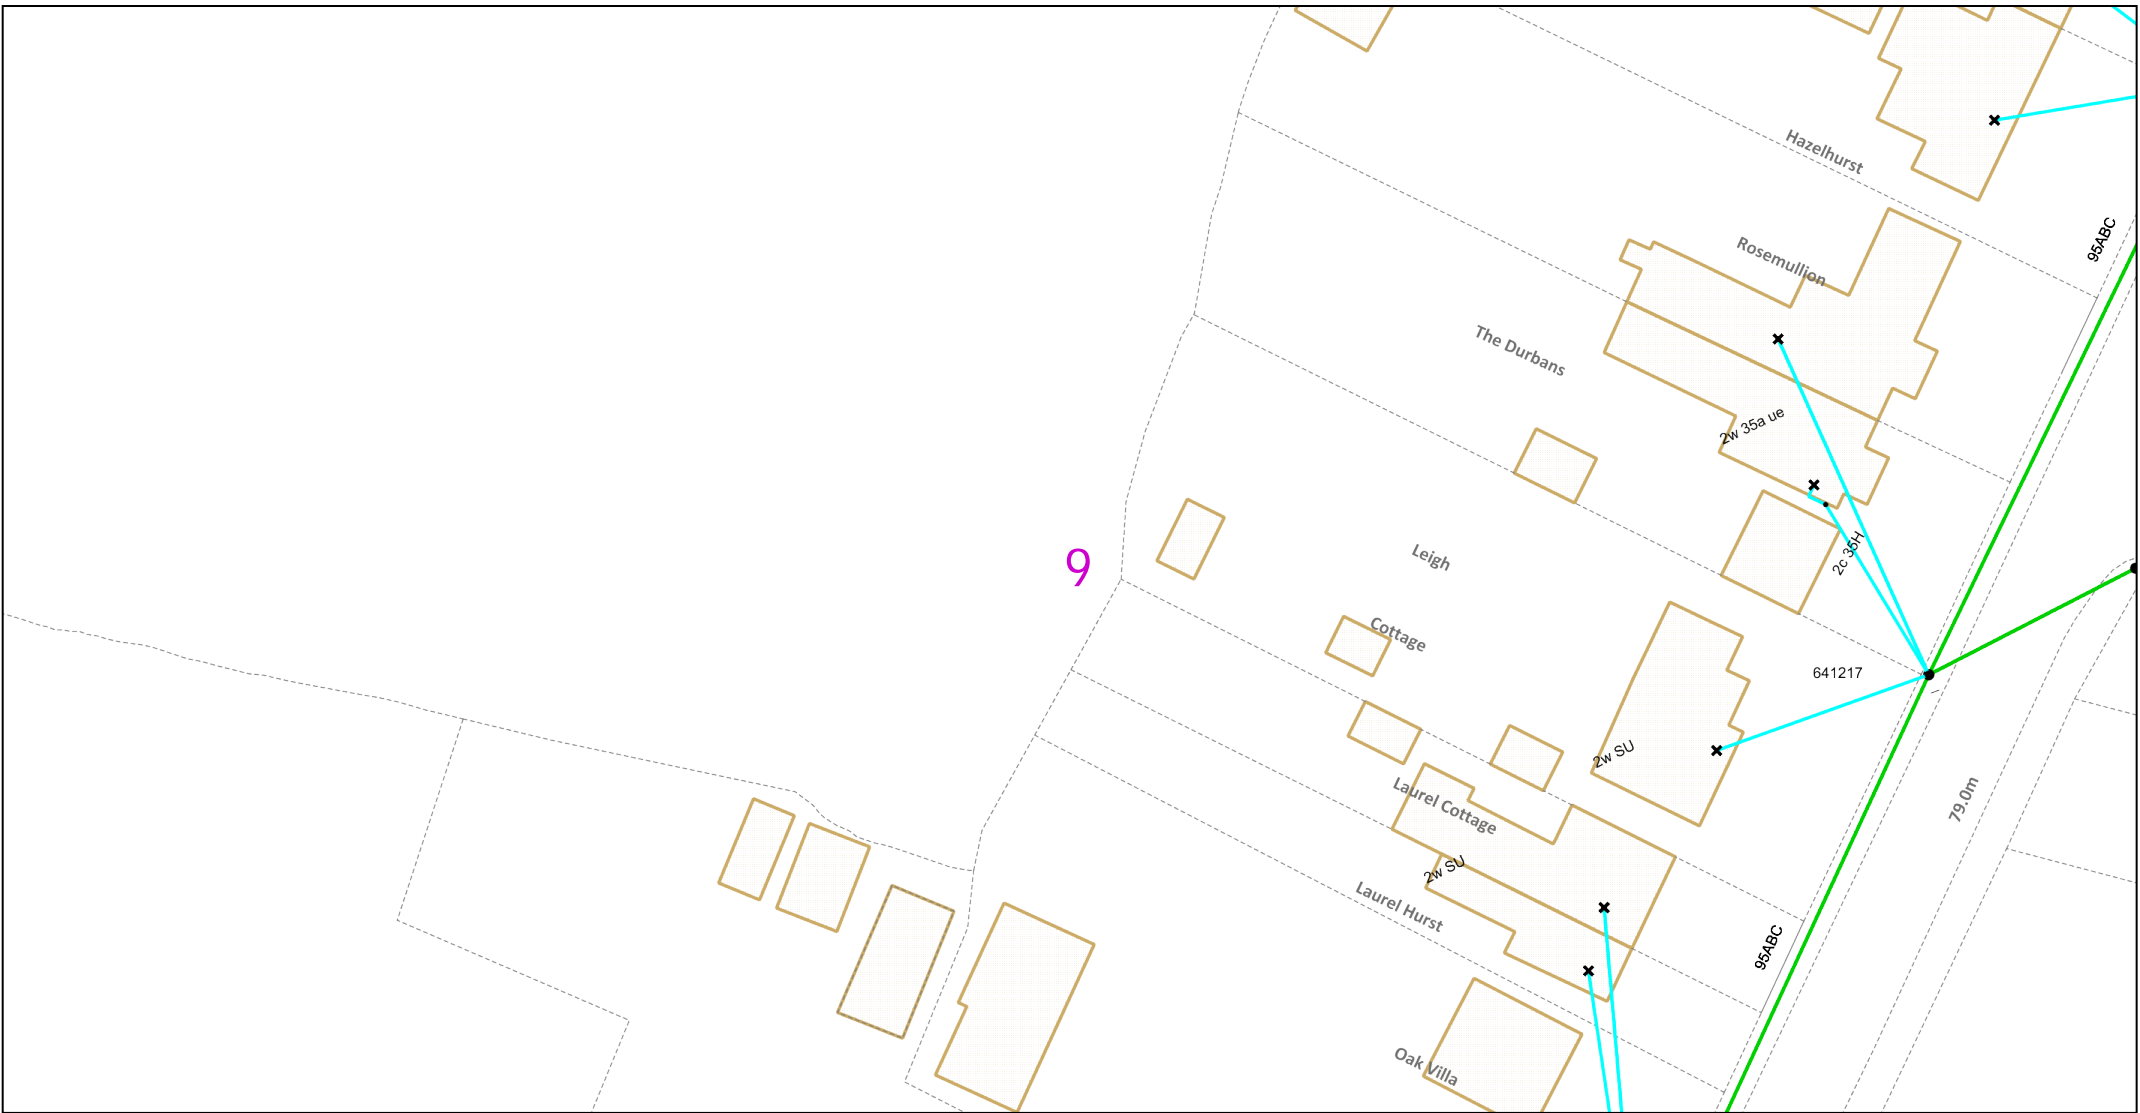 Hazelhurst
95ABC
Rosemullion
The Durbans
2w 35a ue
2c 35H
Leigh
9
Cottage
641217
2w SU
79.0m
Laurel Cottage
2w SU
Laurel Hurst
95ABC
Oak Villa